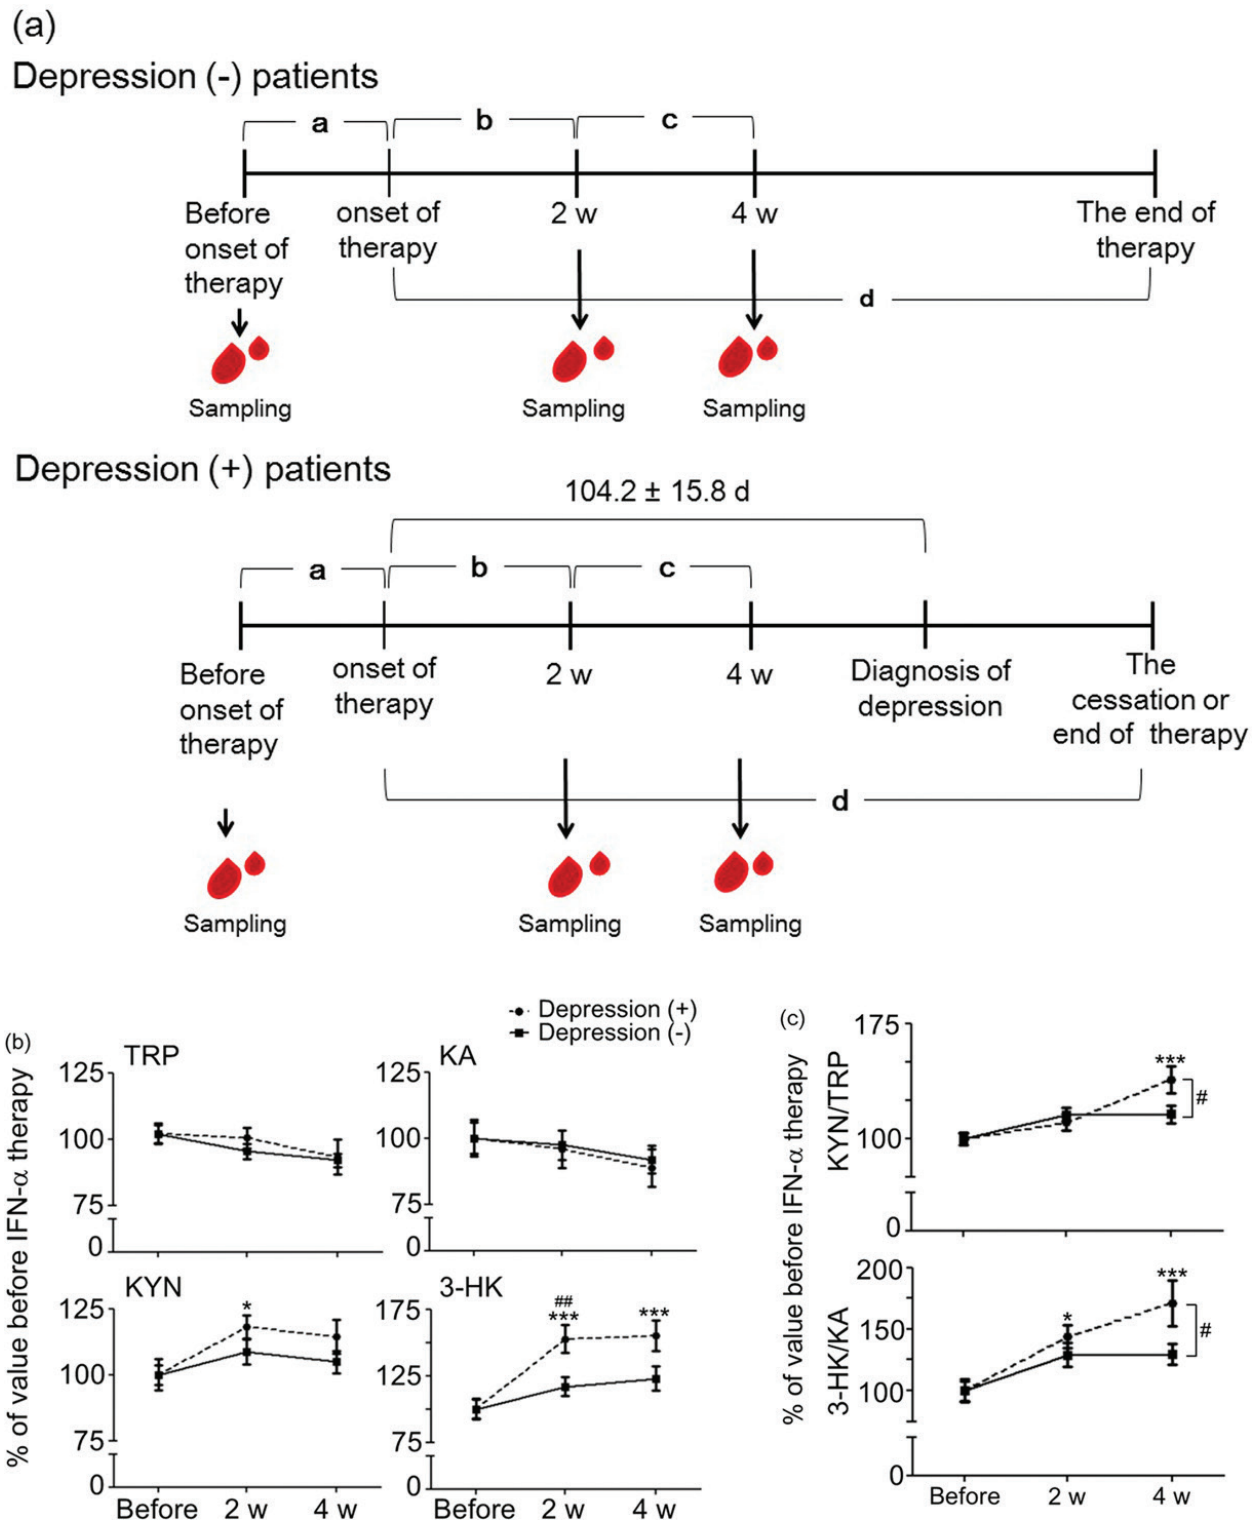 (a)
Depression (-) patients
a b c
Before onset of 2 w 4 w The end of
onset of therapy therapy
therapy
d
Sampling Sampling Sampling
Depression (+) patients
104.2 ± 15.8 d
a b c
Before onset of 2 w 4 w Diagnosis of The
onset of therapy depression cessation or
therapy end of therapy
d
Sampling Sampling Sampling
Depression (+)
Depression (-)
(b)
% of value before IFN-α therapy
TRP
125
100
75
0
KA
125
100
75
0
KYN
125
100
75
0
*
Before 2 w 4 w
3-HK
175
125
75
0
##
*** ***
Before 2 w 4 w
(c)
% of value before IFN-α therapy
KYN/TRP
175
100
0
***
#
3-HK/KA
200
150
100
0
* ***
#
Before 2 w 4 w